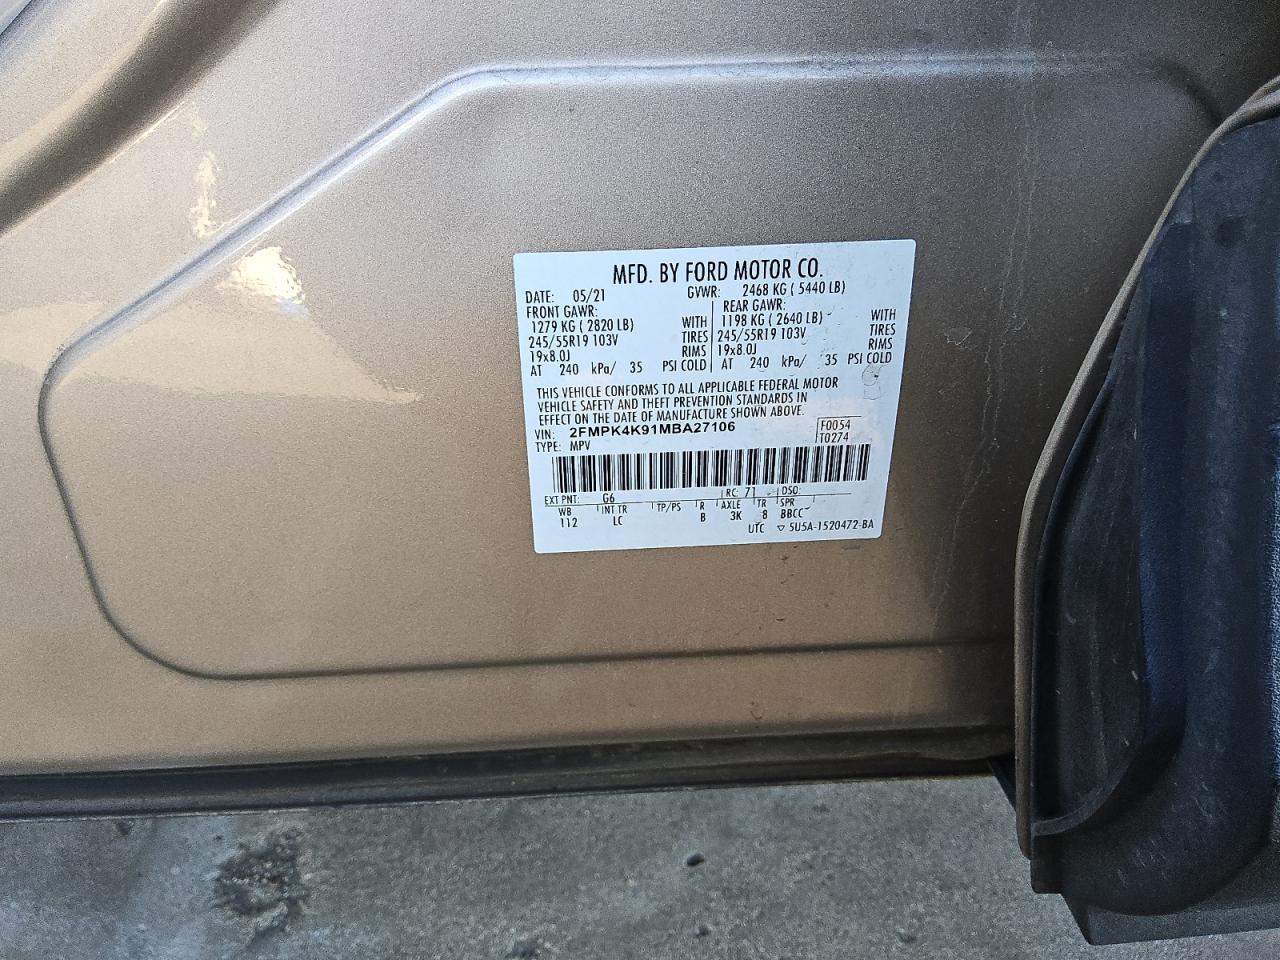 MFD. BY FORD MOTOR CO.
DATE: 05/21 GVWR: 2468 KG ( 5440 LB)
FRONT GAWR: REAR GAWR:
1279 KG ( 2820 LB) WITH 1198 KG ( 2640 LB) WITH
245/55R19 103V TIRES 245/55R19 103V TIRES
19x8.0J RIMS 19x8.0J RIMS
AT 240 kPa/ 35 PSI COLD AT 240 kPa/ 35 PSI COLD
THIS VEHICLE CONFORMS TO ALL APPLICABLE FEDERAL MOTOR
VEHICLE SAFETY AND THEFT PREVENTION STANDARDS IN
EFFECT ON THE DATE OF MANUFACTURE SHOWN ABOVE.
VIN: 2FMPK4K91MBA27106 F0054
TYPE: MPV T0274
EXT PNT: G6 RC: 71 DSO:
WB INT TR TP/PS R AXLE TR SPR
112 LC B 3K 8 BBCC
UTC ▽ 5U5A-1520472-BA